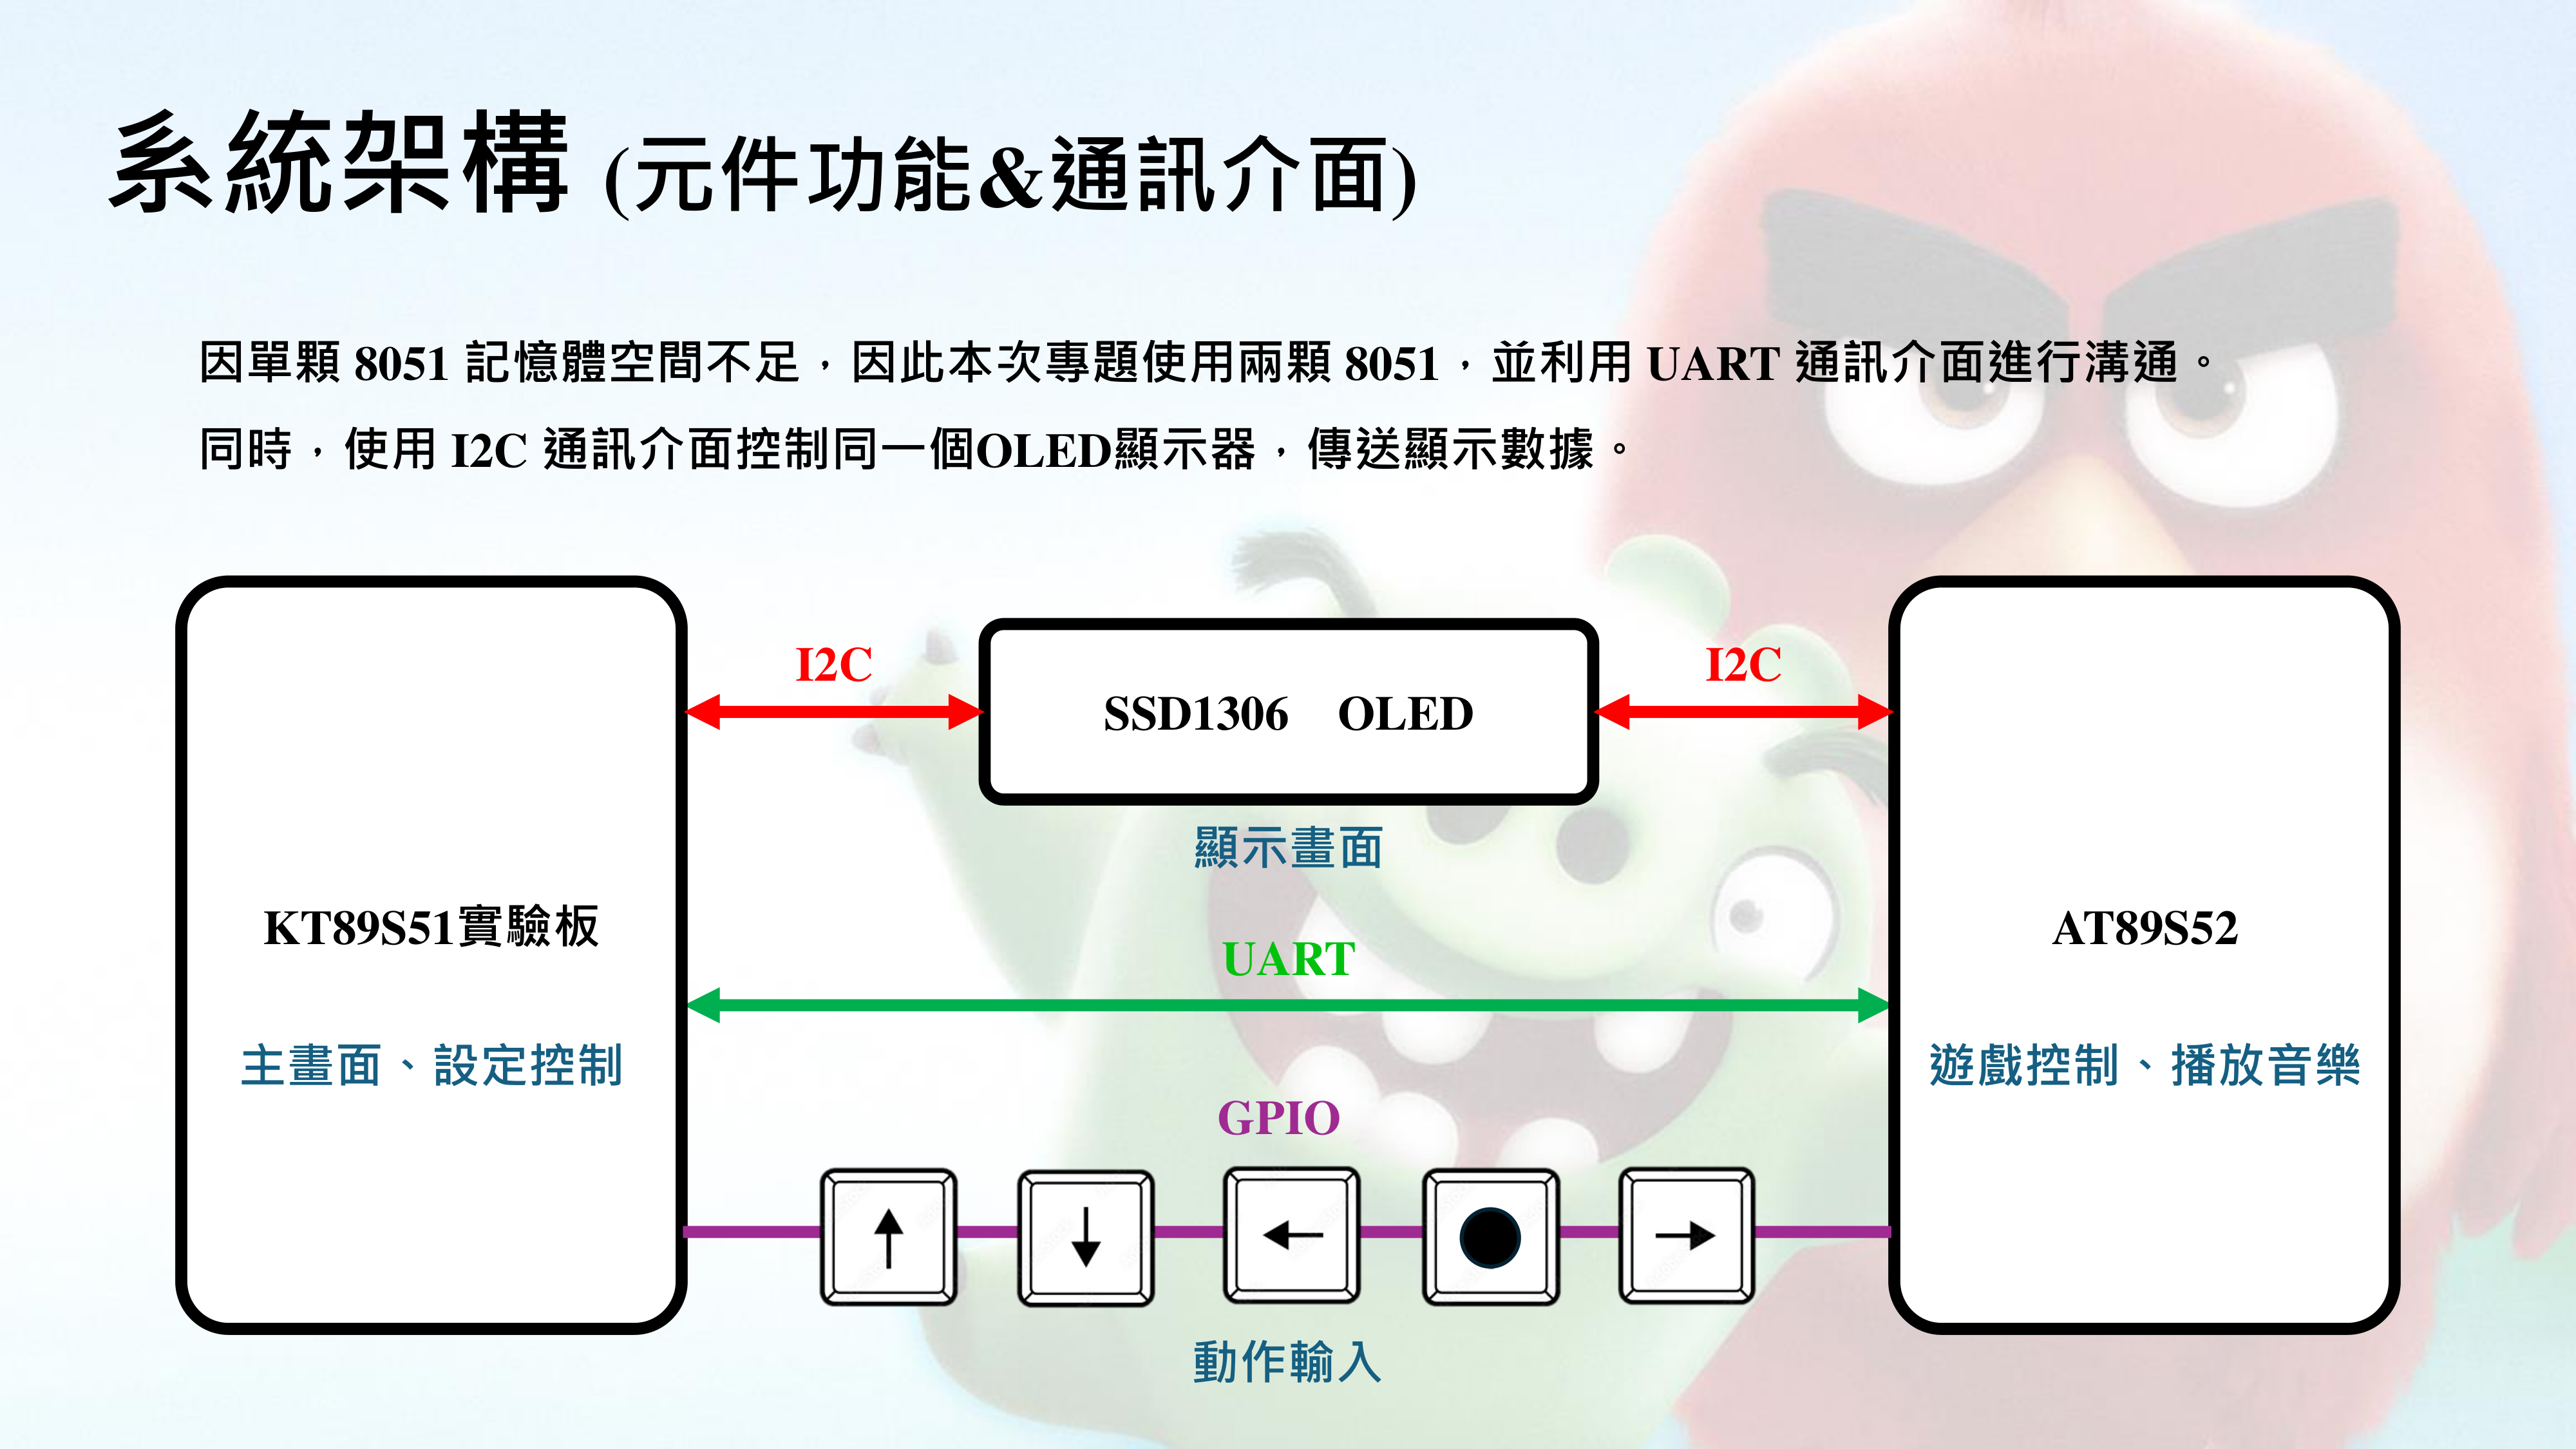 系統架構 (元件功能&通訊介面)
因單顆 8051 記憶體空間不足，因此本次專題使用兩顆 8051，並利用 UART 通訊介面進行溝通。
同時，使用 I2C 通訊介面控制同一個OLED顯示器，傳送顯示數據。
I2C
SSD1306 OLED
I2C
顯示畫面
KT89S51實驗板
主畫面、設定控制
UART
AT89S52
遊戲控制、播放音樂
GPIO
動作輸入